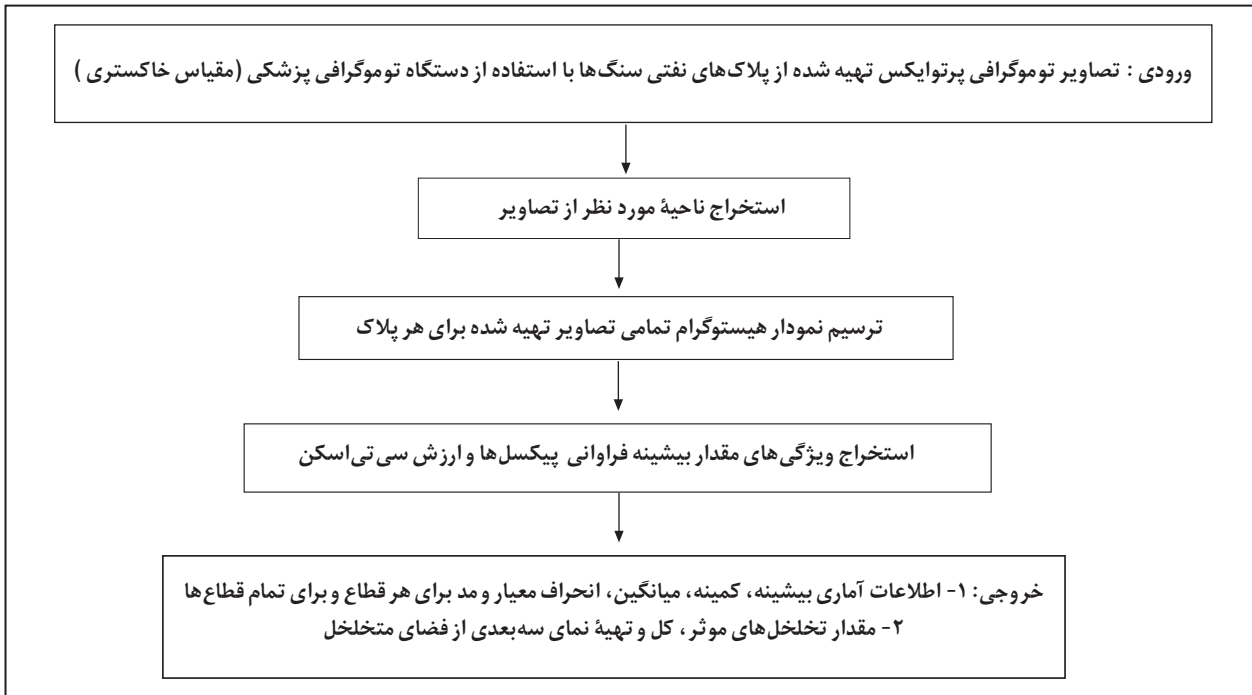 ورودی : تصاویر توموگرافی پرتوایکس تهیه شده از پلاک‌های نفتی سنگ‌ها با استفاده از دستگاه توموگرافی پزشکی (مقیاس خاکستری )
استخراج ناحیۀ مورد نظر از تصاویر
ترسیم نمودار هیستوگرام تمامی تصاویر تهیه شده برای هر پلاک
استخراج ویژگی‌های مقدار بیشینه فراوانی پیکسل‌ها و ارزش سی‌تی‌اسکن
خروجی: ۱- اطلاعات آماری بیشینه، کمینه، میانگین، انحراف معیار و مد برای هر قطاع و برای تمام قطاع‌ها
۲- مقدار تخلخل‌های موثر، کل و تهیۀ نمای سه‌بعدی از فضای متخلخل